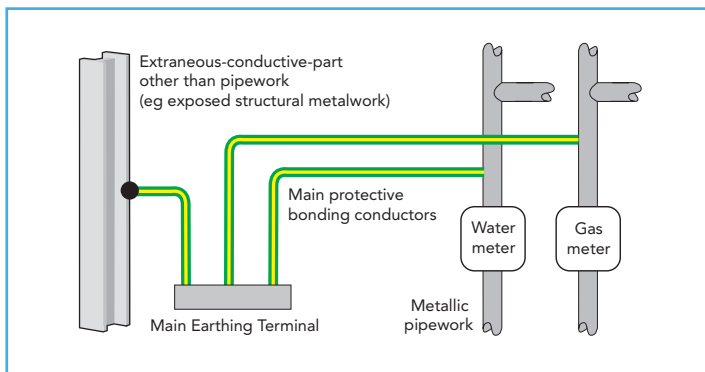 Extraneous-conductive-part
other than pipework
(eg exposed structural metalwork)
Main protective
bonding conductors
Water
meter
Gas
meter
Metallic
pipework
Main Earthing Terminal